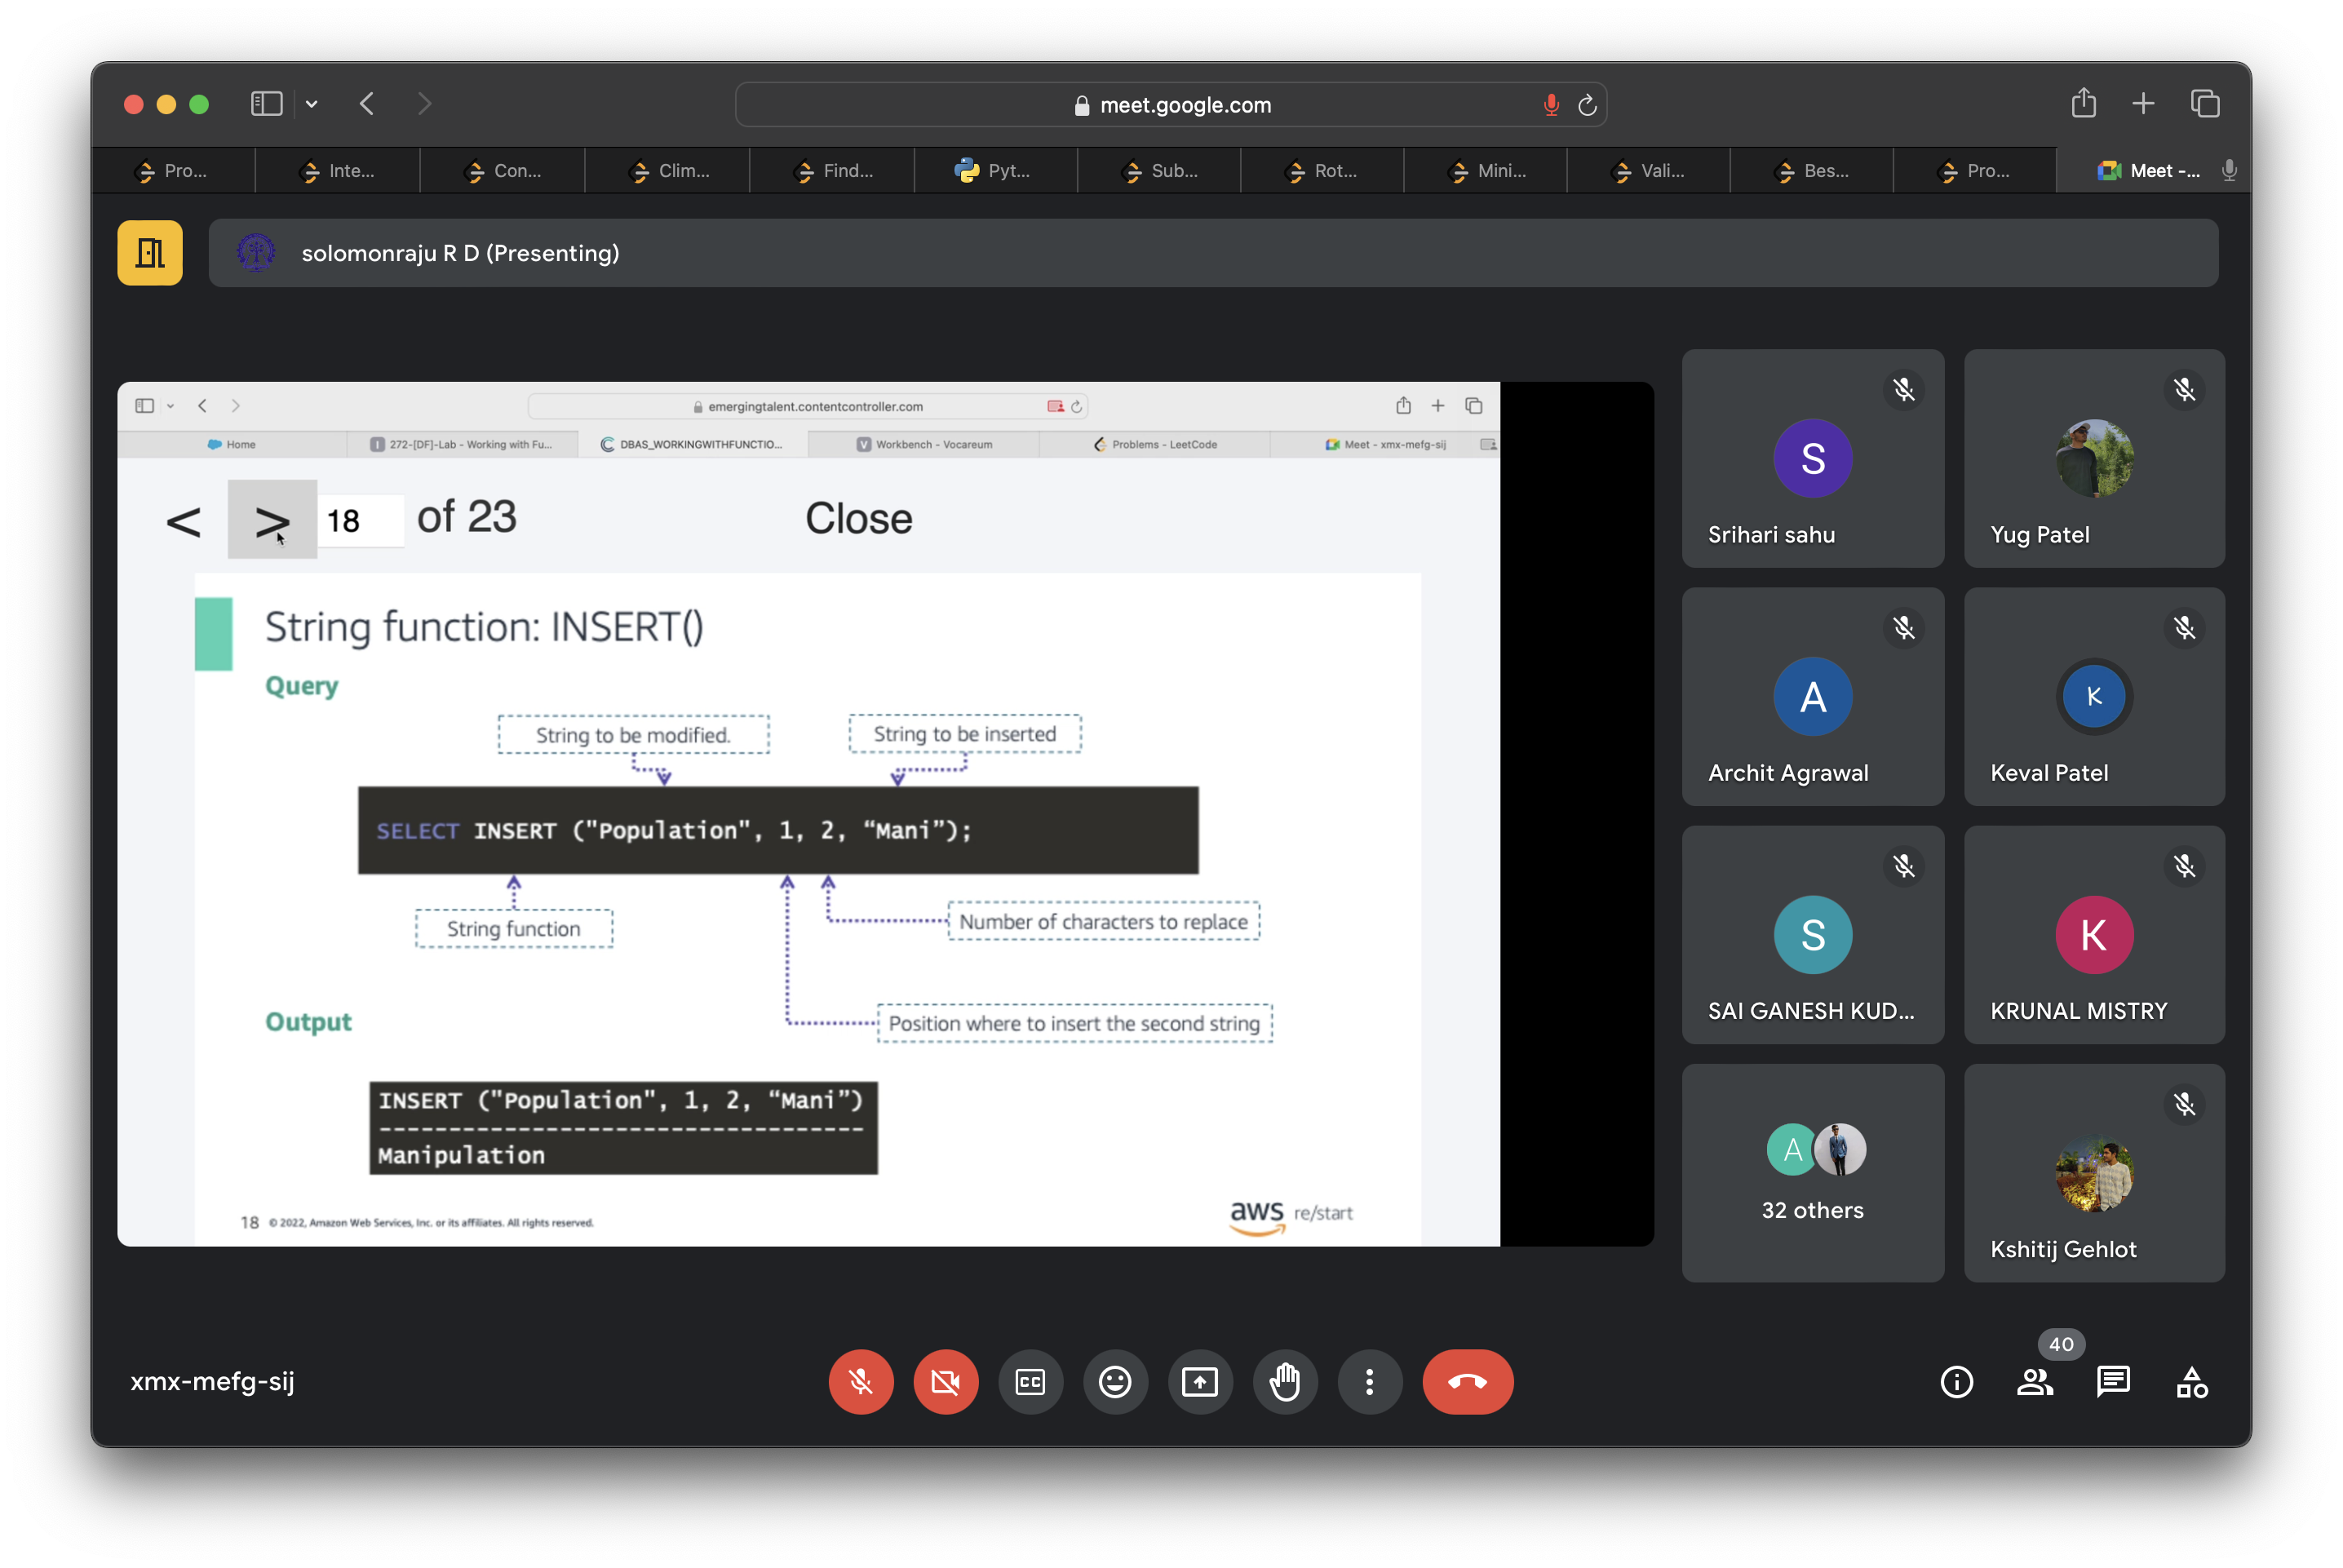 meet.google.com
Pro...
Inte...
Con...
Clim...
Find...
Pyt...
Sub...
Rot...
Mini...
Vali...
Bes...
Pro...
Meet -...
solomonraju R D (Presenting)
emergingtalent.contentcontroller.com
Home
272-[DF]-Lab - Working with Fu...
DBAS_WORKINGWITHFUNCTIO...
Workbench - Vocareum
Problems - LeetCode
Meet - xmx-mefg-sij
< > 18 of 23 Close
String function: INSERT()
Query
String to be modified.
String to be inserted
SELECT INSERT ("Population", 1, 2, “Mani”);
String function
Number of characters to replace
Position where to insert the second string
Output
INSERT ("Population", 1, 2, “Mani”)
-----------------------------------
Manipulation
18 © 2022, Amazon Web Services, Inc. or its affiliates. All rights reserved.
aws re/start
S
Srihari sahu
Yug Patel
A
Archit Agrawal
K
Keval Patel
S
SAI GANESH KUD...
K
KRUNAL MISTRY
A
32 others
Kshitij Gehlot
xmx-mefg-sij
CC
40